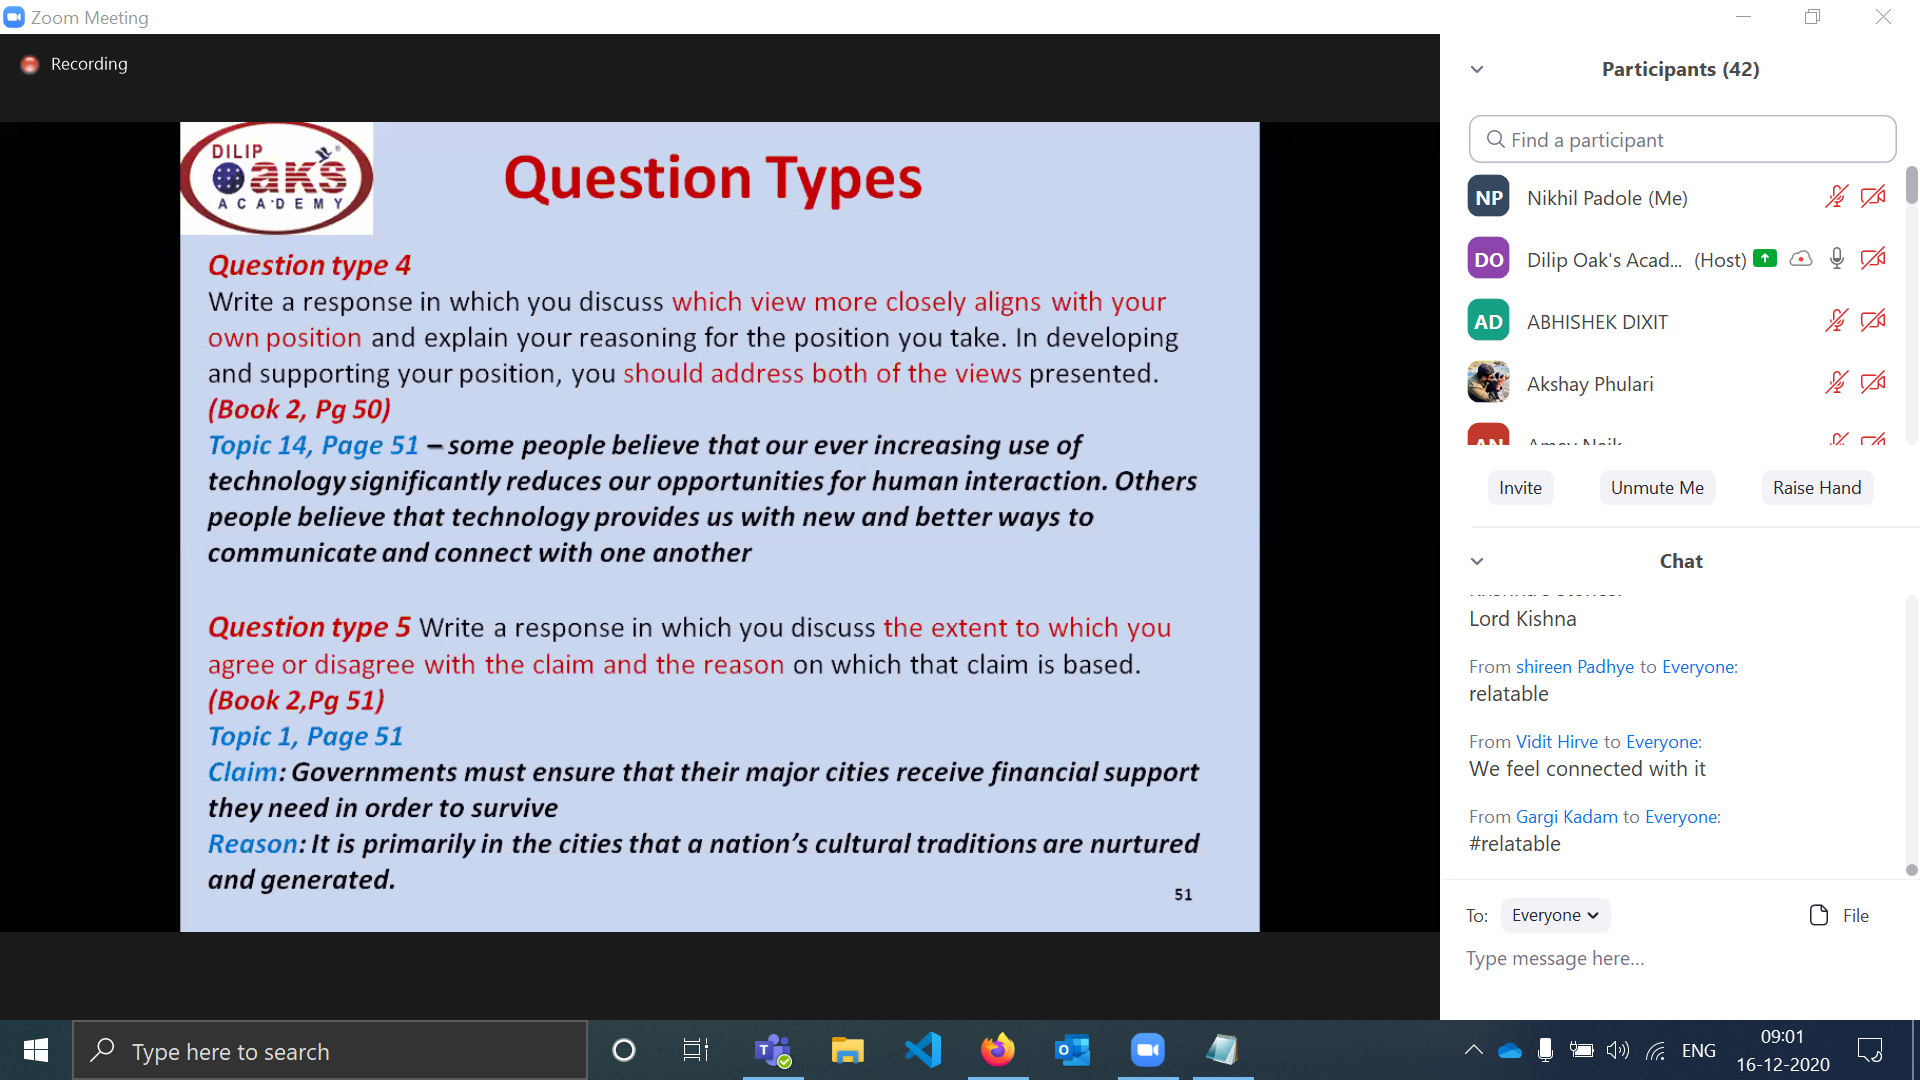 Zoom Meeting
Recording
DILIP
OAKS
ACADEMY
Question Types
Question type 4
Write a response in which you discuss which view more closely aligns with your
own position and explain your reasoning for the position you take. In developing
and supporting your position, you should address both of the views presented.
(Book 2, Pg 50)
Topic 14, Page 51 – some people believe that our ever increasing use of
technology significantly reduces our opportunities for human interaction. Others
people believe that technology provides us with new and better ways to
communicate and connect with one another
Question type 5 Write a response in which you discuss the extent to which you
agree or disagree with the claim and the reason on which that claim is based.
(Book 2,Pg 51)
Topic 1, Page 51
Claim: Governments must ensure that their major cities receive financial support
they need in order to survive
Reason: It is primarily in the cities that a nation's cultural traditions are nurtured
and generated.
51
Participants (42)
Find a participant
NP Nikhil Padole (Me)
DO Dilip Oak's Acad... (Host)
AD ABHISHEK DIXIT
Akshay Phulari
AN Amey Naik
Invite Unmute Me Raise Hand
Chat
Lord Kishna
From shireen Padhye to Everyone:
relatable
From Vidit Hirve to Everyone:
We feel connected with it
From Gargi Kadam to Everyone:
#relatable
To: Everyone File
Type message here...
Type here to search
ENG
09:01
16-12-2020